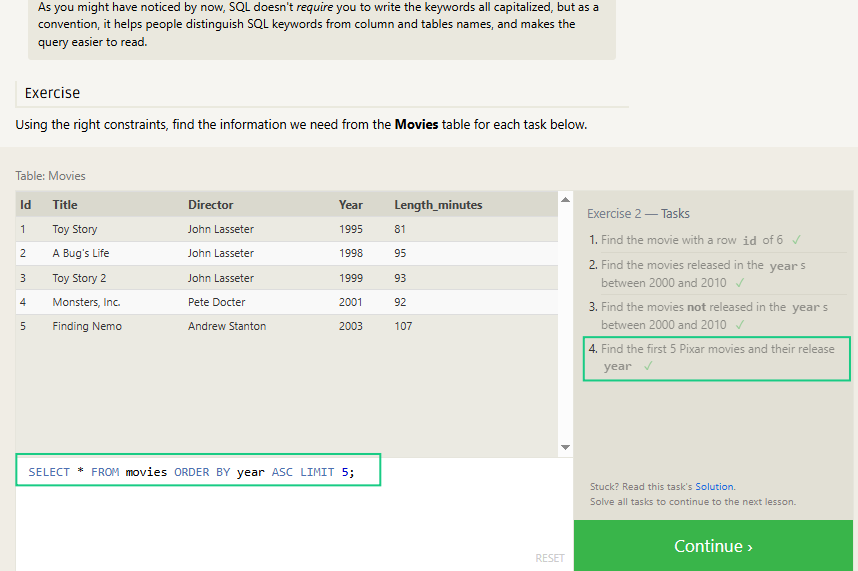 As you might have noticed by now, SQL doesn't require you to write the keywords all capitalized, but as a
convention, it helps people distinguish SQL keywords from column and tables names, and makes the
query easier to read.
Exercise
Using the right constraints, find the information we need from the Movies table for each task below.
Table: Movies
Id Title Director Year Length_minutes
1 Toy Story John Lasseter 1995 81
2 A Bug's Life John Lasseter 1998 95
3 Toy Story 2 John Lasseter 1999 93
4 Monsters, Inc. Pete Docter 2001 92
5 Finding Nemo Andrew Stanton 2003 107
SELECT * FROM movies ORDER BY year ASC LIMIT 5;
RESET
Exercise 2 — Tasks
1. Find the movie with a row id of 6 ✓
2. Find the movies released in the year s
between 2000 and 2010 ✓
3. Find the movies not released in the year s
between 2000 and 2010 ✓
4. Find the first 5 Pixar movies and their release
year ✓
Stuck? Read this task's Solution.
Solve all tasks to continue to the next lesson.
Continue ›